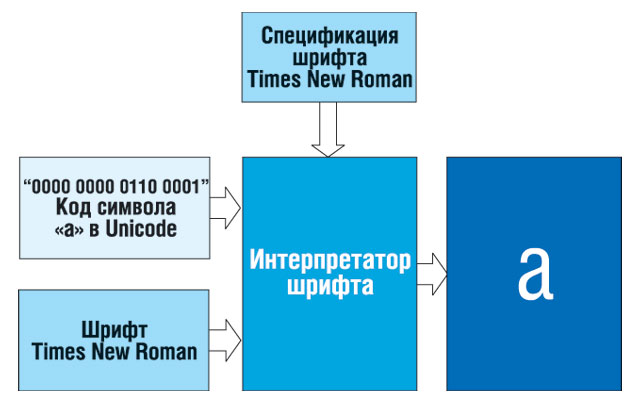 Спецификация
шрифта
Times New Roman
“0000 0000 0110 0001”
Код символа
«а» в Unicode
Интерпретатор
шрифта
а
Шрифт
Times New Roman